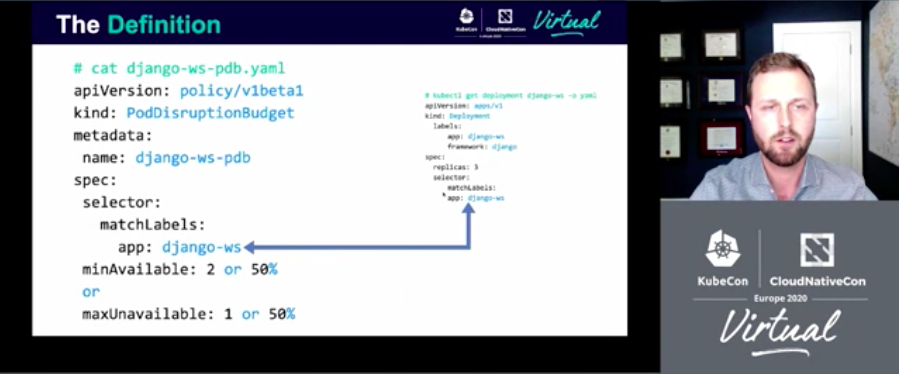 The Definition
KubeCon
CloudNativeCon
Europe 2020
Virtual
# cat django-ws-pdb.yaml
apiVersion: policy/v1beta1
kind: PodDisruptionBudget
metadata:
name: django-ws-pdb
spec:
selector:
matchLabels:
app: django-ws
minAvailable: 2 or 50%
or
maxUnavailable: 1 or 50%
# kubectl get deployment django-ws -o yaml
apiVersion: apps/v1
kind: Deployment
labels:
app: django-ws
framework: django
spec:
replicas: 3
selector:
matchLabels:
app: django-ws
KubeCon
CloudNativeCon
Europe 2020
Virtual